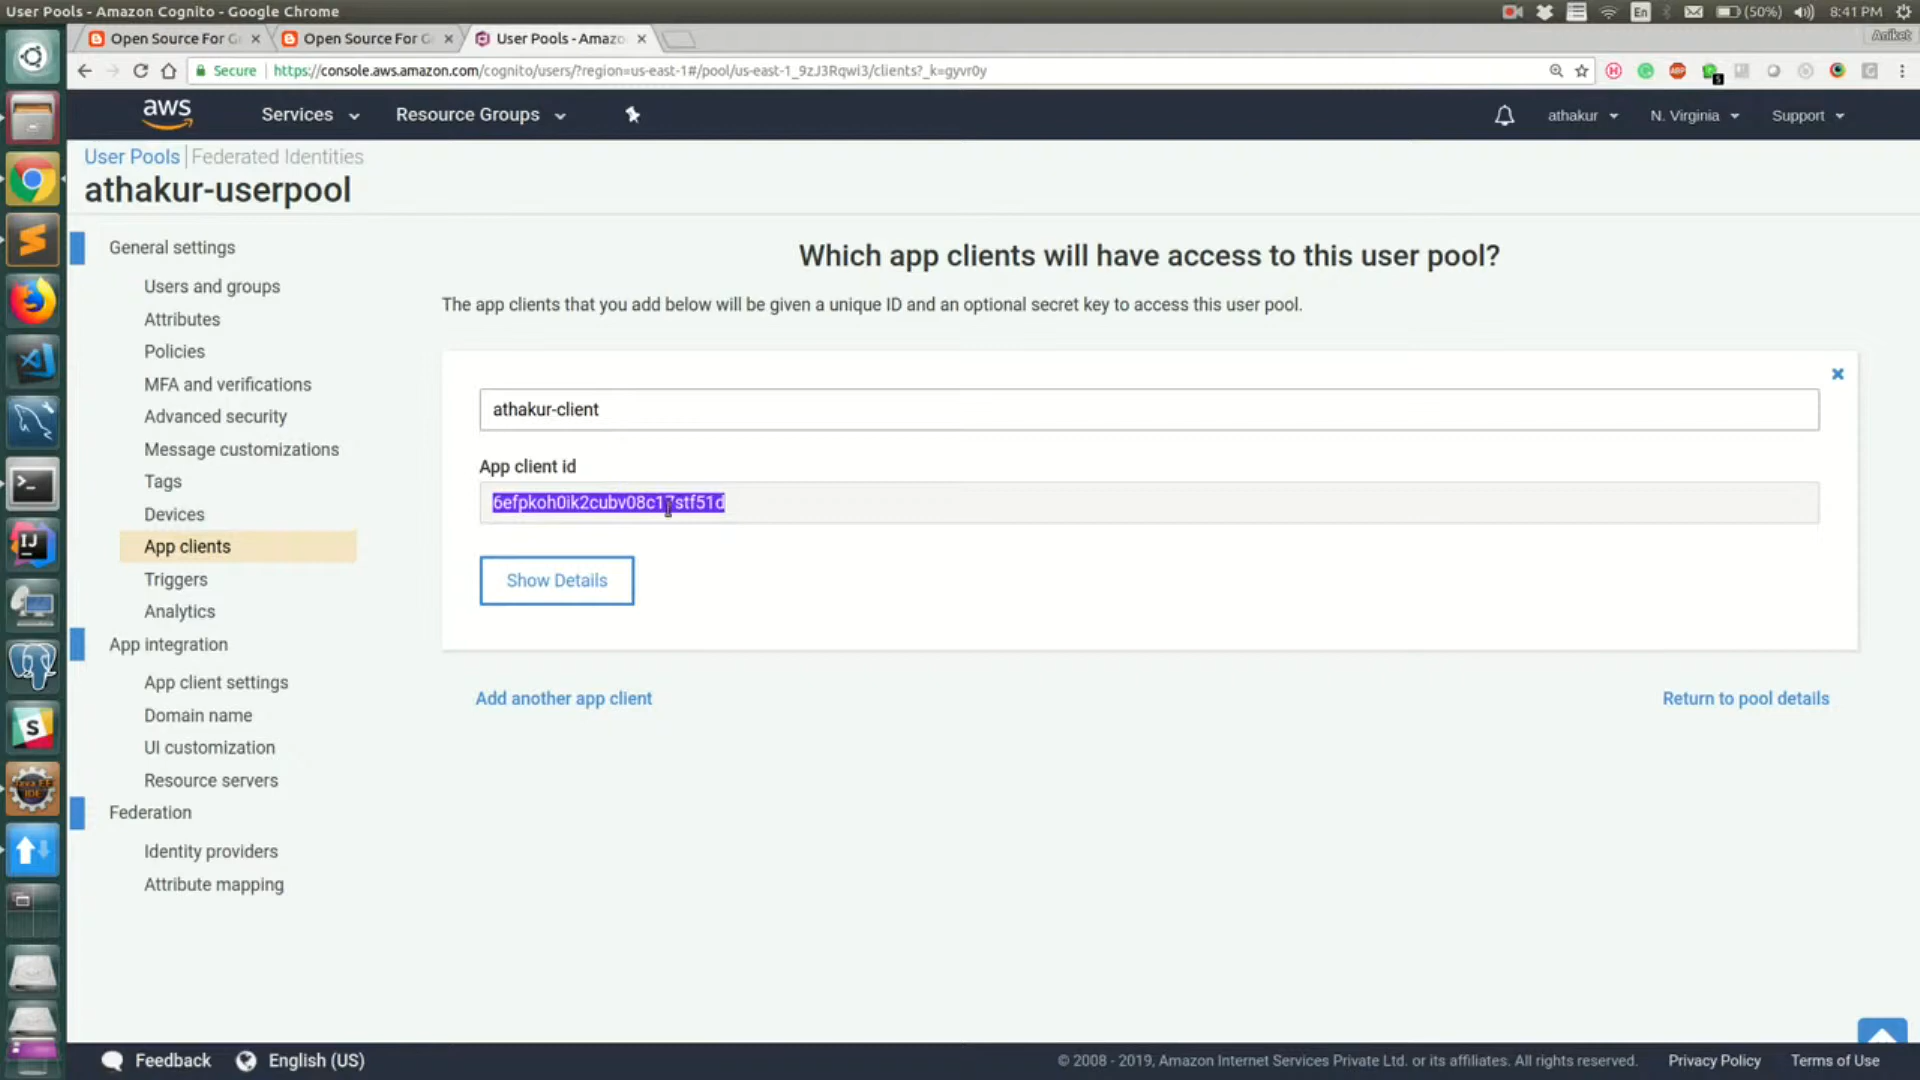 User Pools - Amazon Cognito - Google Chrome
En
(50%)
8:41 PM
Open Source For G
Open Source For G
User Pools - Amazo
Aniket
Secure
https://console.aws.amazon.com/cognito/users/?region=us-east-1#/pool/us-east-1_9zJ3Rqwi3/clients?_k=gyvr0y
ABP
aws
Services
Resource Groups
athakur
N. Virginia
Support
User Pools
Federated Identities
athakur-userpool
General settings
Users and groups
Attributes
Policies
MFA and verifications
Advanced security
Message customizations
Tags
Devices
App clients
Triggers
Analytics
App integration
App client settings
Domain name
UI customization
Resource servers
Federation
Identity providers
Attribute mapping
Which app clients will have access to this user pool?
The app clients that you add below will be given a unique ID and an optional secret key to access this user pool.
athakur-client
App client id
6efpkoh0ik2cubv08c17stf51d
Show Details
Add another app client
Return to pool details
Feedback
English (US)
© 2008 - 2019, Amazon Internet Services Private Ltd. or its affiliates. All rights reserved.
Privacy Policy
Terms of Use